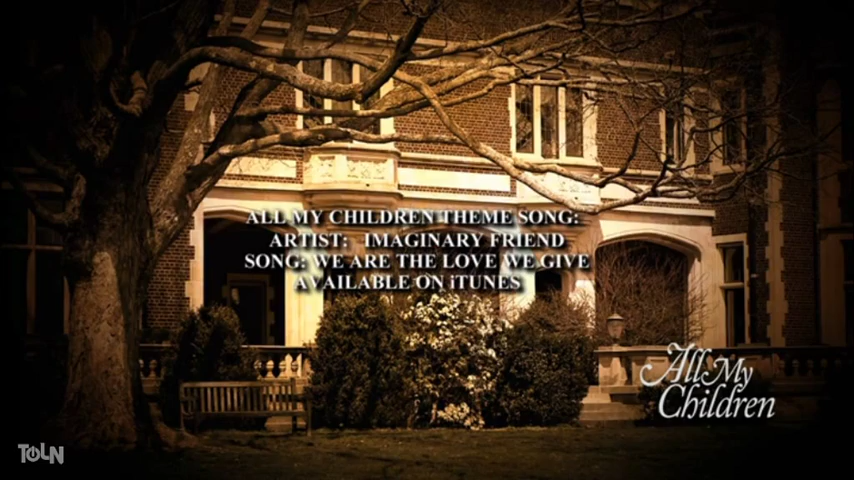 ALL MY CHILDREN THEME SONG:
ARTIST: IMAGINARY FRIEND
SONG: WE ARE THE LOVE WE GIVE
AVAILABLE ON iTUNES
All My
Children
TOLN